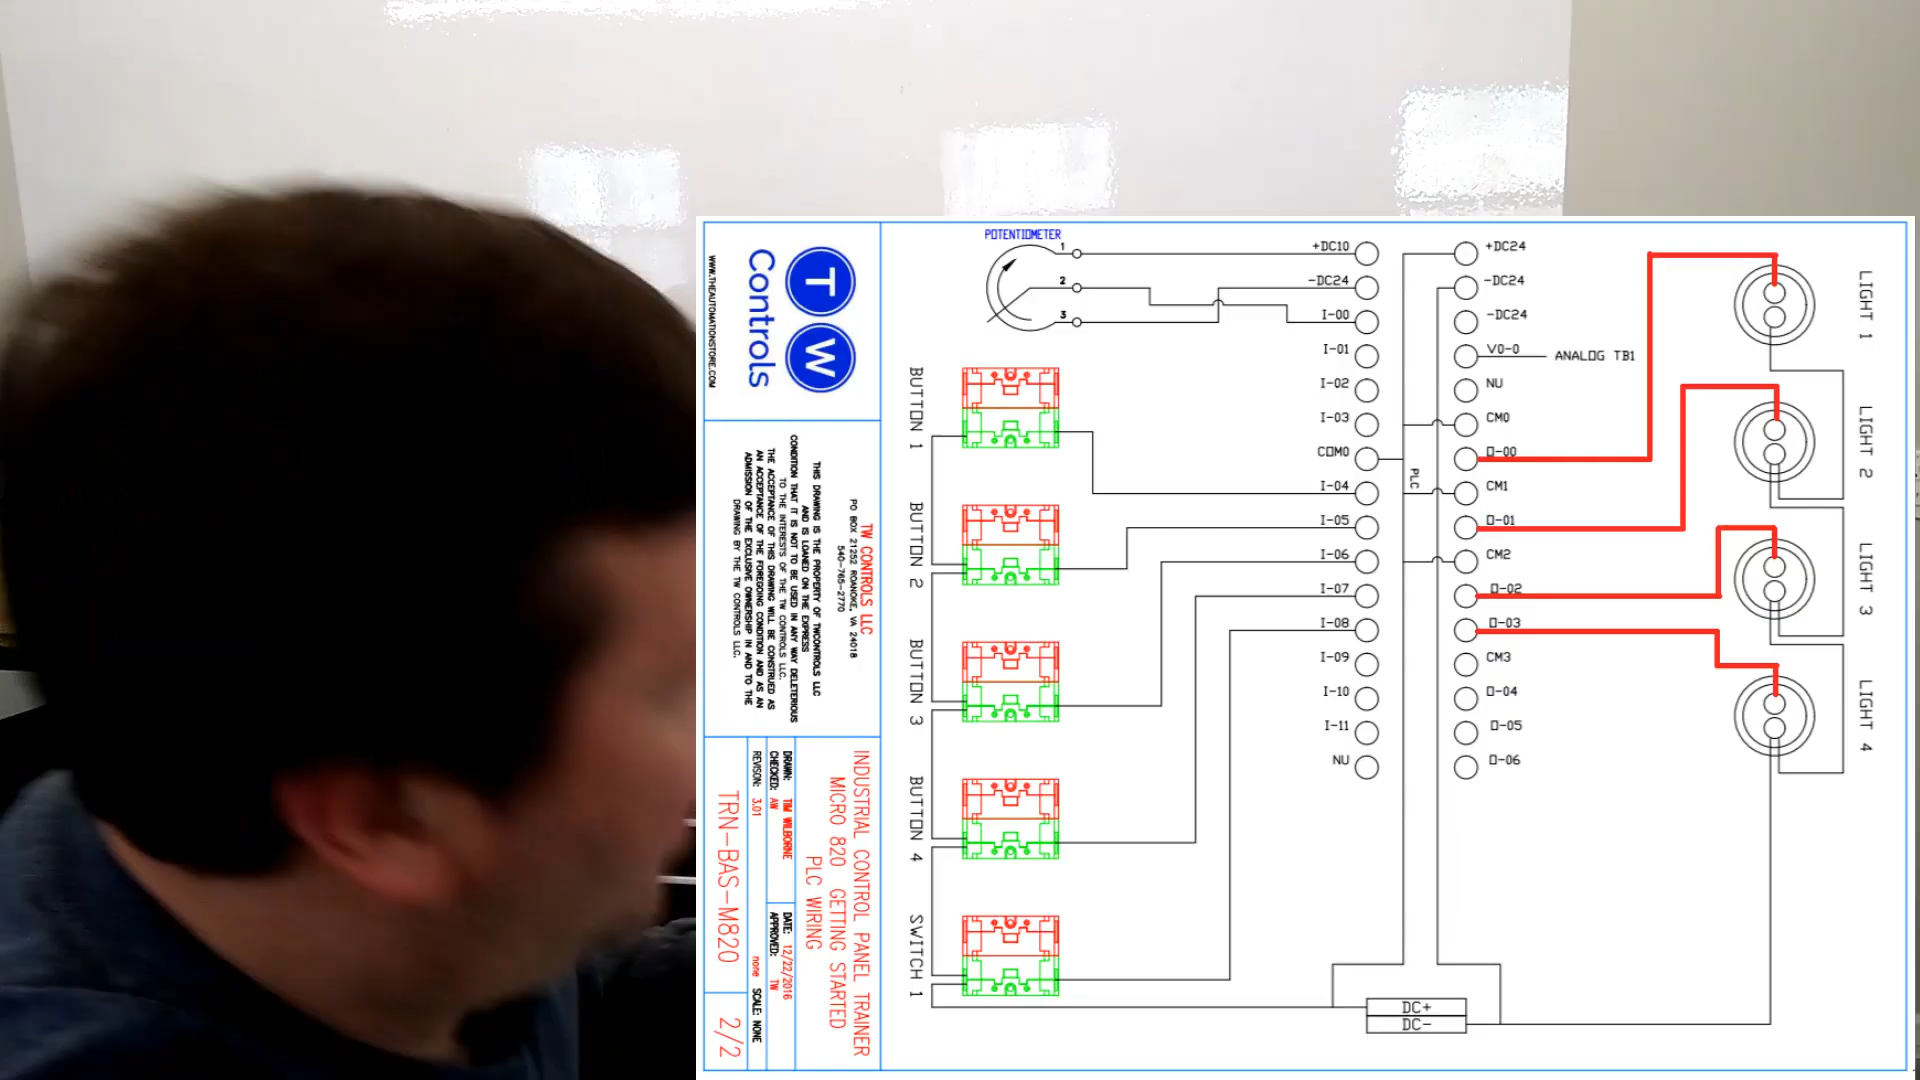 POTENTIOMETER
1
2
3
+DC10
-DC24
I-00
I-01
I-02
I-03
COM0
I-04
I-05
I-06
I-07
I-08
I-09
I-10
I-11
NU
PLC
+DC24
-DC24
-DC24
V0-0
ANALOG TB1
NU
CM0
O-00
CM1
O-01
CM2
O-02
O-03
CM3
O-04
O-05
O-06
LIGHT 1
LIGHT 2
LIGHT 3
LIGHT 4
BUTTON 1
BUTTON 2
BUTTON 3
BUTTON 4
SWITCH 1
DC+
DC-
T W
Controls
WWW.THEAUTOMATIONSTORE.COM
TW CONTROLS LLC
PO BOX 21252 ROANOKE, VA 24018
540-765-2770
THIS DRAWING IS THE PROPERTY OF TWCONTROLS LLC
AND IS LOANED ON THE EXPRESS
CONDITION THAT IT IS NOT TO BE USED IN ANY WAY DELETERIOUS
TO THE INTERESTS OF THE TW CONTROLS LLC.
THE ACCEPTANCE OF THIS DRAWING WILL BE CONSTRUED AS
AN ACCEPTANCE OF THE FOREGOING CONDITION AND AS AN
ADMISSION OF THE EXCLUSIVE OWNERSHIP IN AND TO THE
DRAWING BY THE TW CONTROLS LLC.
INDUSTRIAL CONTROL PANEL TRAINER
MICRO 820 GETTING STARTED
PLC WIRING
DRAWN: TIM WILBORNE
DATE: 12/22/2016
CHECKED: AW
APPROVED: TW
REVISON: 3.01
none SCALE: NONE
TRN-BAS-M820
2/2